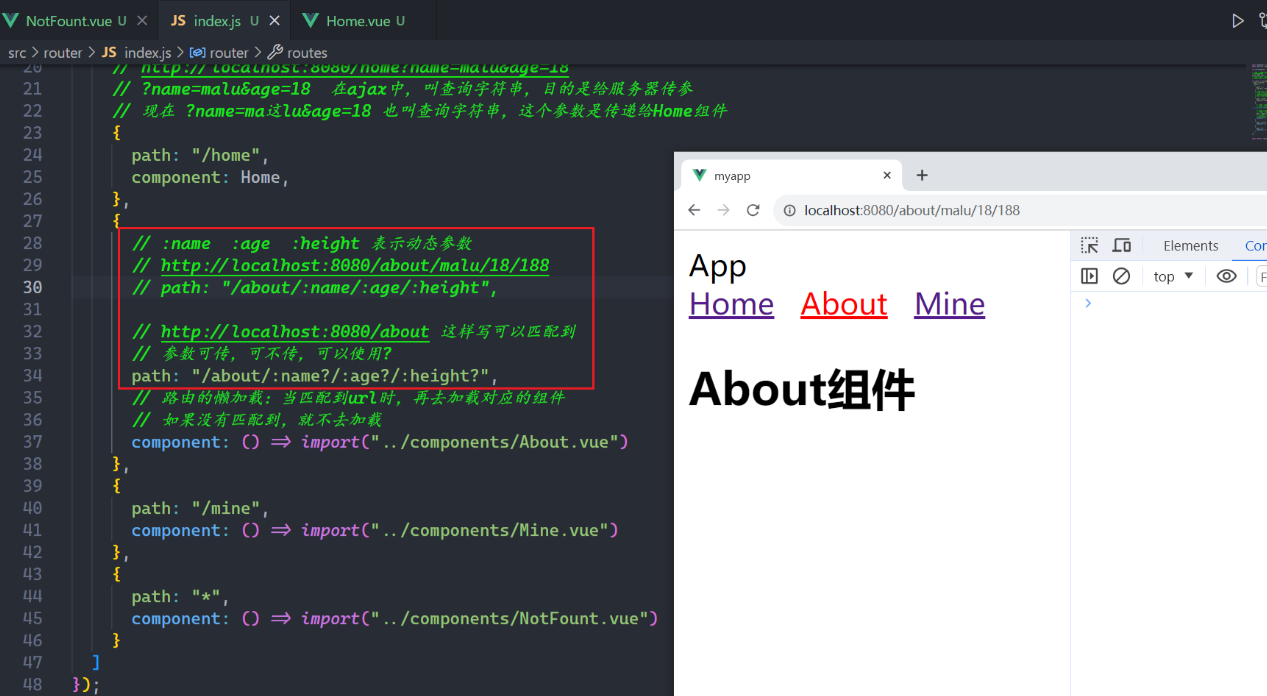 NotFount.vue U
JS index.js U
Home.vue U
src > router > JS index.js > router > routes
20 // http://localhost:8080/home?name=malu&age=18
21 // ?name=malu&age=18 在ajax中，叫查询字符串，目的是给服务器传参
22 // 现在 ?name=ma这lu&age=18 也叫查询字符串，这个参数是传递给Home组件
23 {
24 path: "/home",
25 component: Home,
26 },
27 {
28 // :name :age :height 表示动态参数
29 // http://localhost:8080/about/malu/18/188
30 // path: "/about/:name/:age/:height",
31
32 // http://localhost:8080/about 这样写可以匹配到
33 // 参数可传，可不传，可以使用?
34 path: "/about/:name?/:age?/:height?",
35 // 路由的懒加载：当匹配到url时，再去加载对应的组件
36 // 如果没有匹配到，就不去加载
37 component: () => import("../components/About.vue")
38 },
39 {
40 path: "/mine",
41 component: () => import("../components/Mine.vue")
42 },
43 {
44 path: "*",
45 component: () => import("../components/NotFount.vue")
46 }
47 ]
48 });
myapp
localhost:8080/about/malu/18/188
App
Home About Mine
About组件
Elements
top